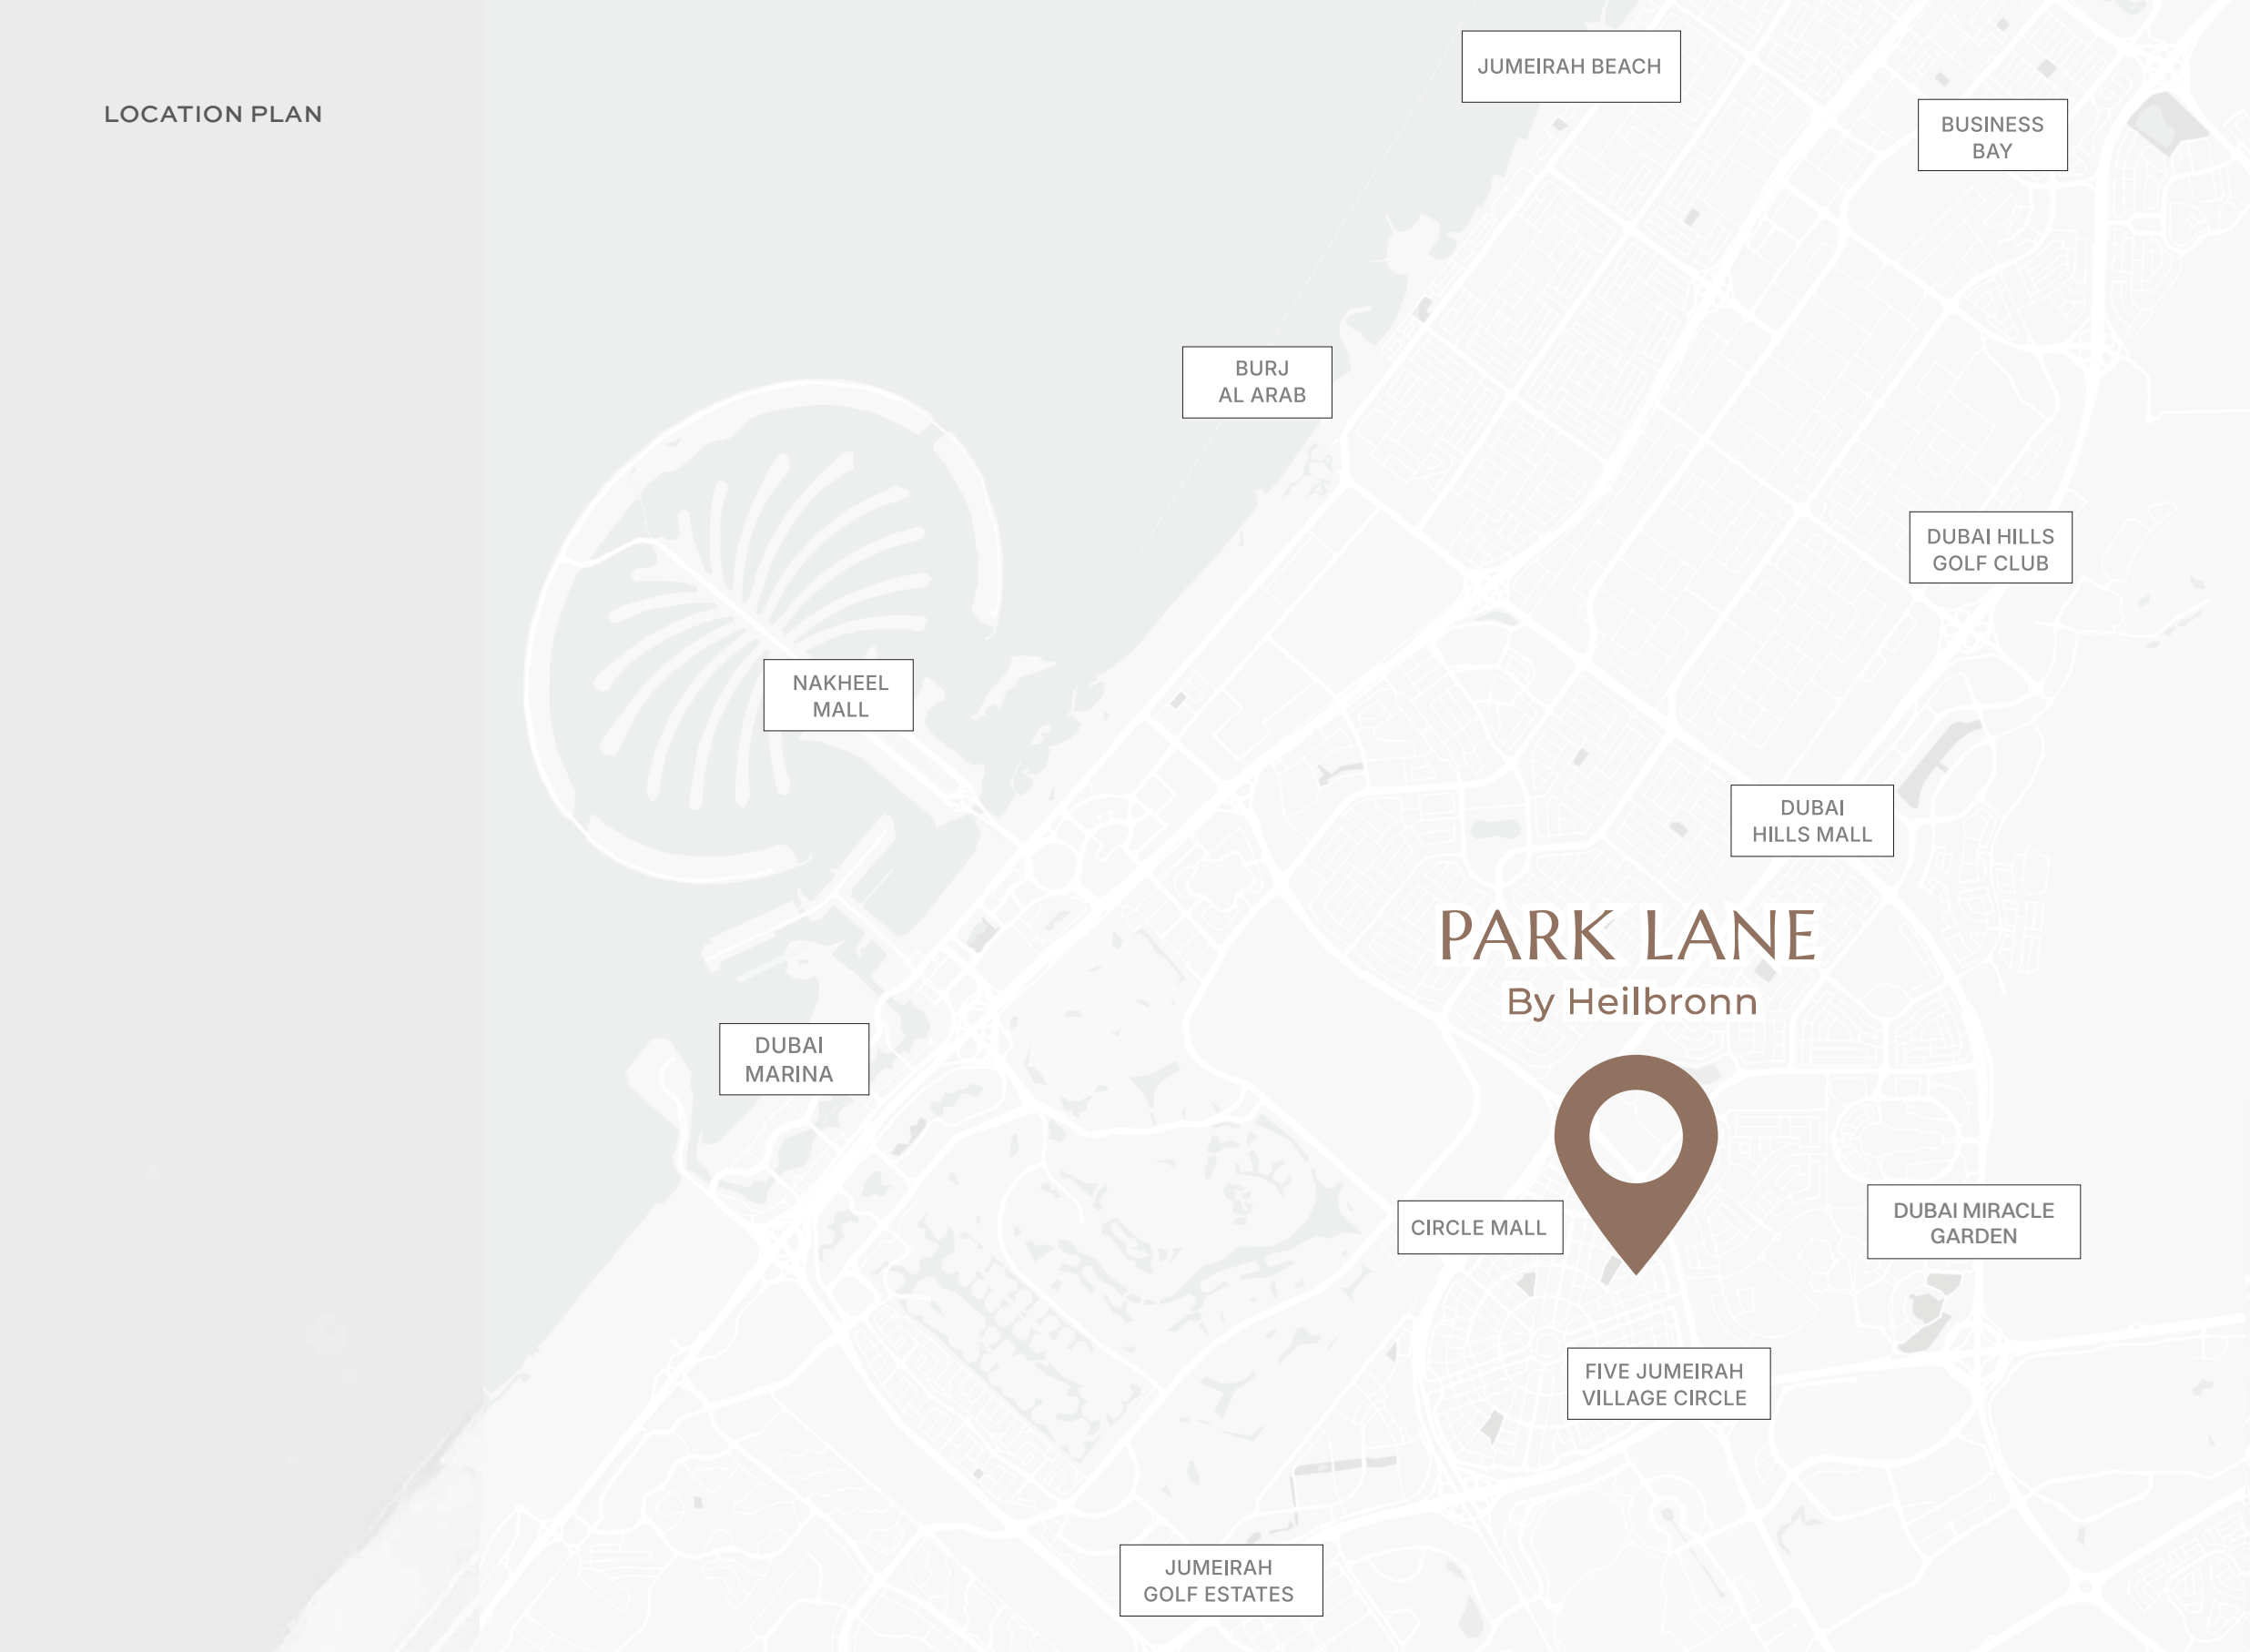 LOCATION PLAN
JUMEIRAH BEACH
BUSINESS
BAY
BURJ
AL ARAB
DUBAI HILLS
GOLF CLUB
NAKHEEL
MALL
DUBAI
HILLS MALL
PARK LANE
By Heilbronn
DUBAI
MARINA
CIRCLE MALL
DUBAI MIRACLE
GARDEN
FIVE JUMEIRAH
VILLAGE CIRCLE
JUMEIRAH
GOLF ESTATES